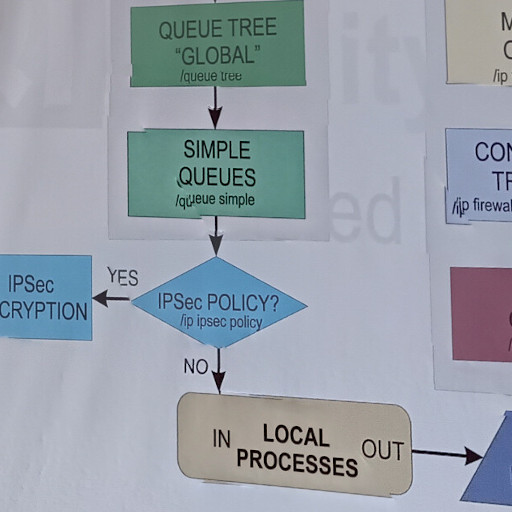 QUEUE TREE
"GLOBAL"
/queue tree
SIMPLE
QUEUES
/queue simple
YES
IPSec
CRYPTION
IPSec POLICY?
/ip ipsec policy
NO
IN LOCAL OUT
PROCESSES
M
C
/ip
CON
TR
/ip firewal
ity
ed